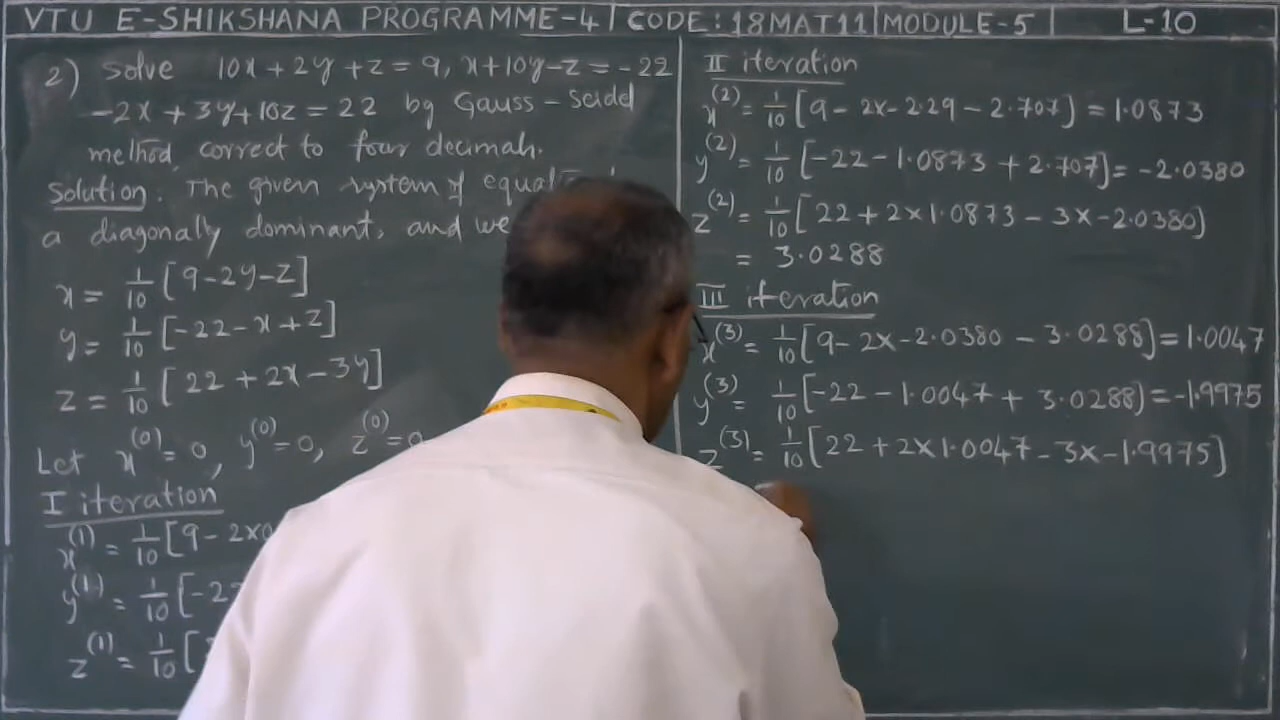 VTU E-SHIKSHANA PROGRAMME-4 | CODE: 18MAT11 | MODULE-5 | L-10
2) solve 10x+2y+z=9, x+10y-z=-22
-2x+3y+10z=22 by Gauss-Seidel
method, correct to four decimals.
Solution: The given system of
a diagonally dominant, and we
x = 1/10 [9-2y-z]
y = 1/10 [-22-x+z]
z = 1/10 [22+2x-3y]
Let x^(0)=0, y^(0)=0, z^(0)=0
I iteration
x^(1) = 1/10 [9-2x0
y^(1) = 1/10 [-22
z^(1) = 1/10 [
II iteration
x^(2) = 1/10 [9-2x-2.29-2.707] = 1.0873
y^(2) = 1/10 [-22-1.0873+2.707] = -2.0380
z^(2) = 1/10 [22+2x1.0873-3x-2.0380]
= 3.0288
III iteration
x^(3) = 1/10 [9-2x-2.0380-3.0288] = 1.0047
y^(3) = 1/10 [-22-1.0047+3.0288] = -1.9975
z^(3) = 1/10 [22+2x1.0047-3x-1.9975]